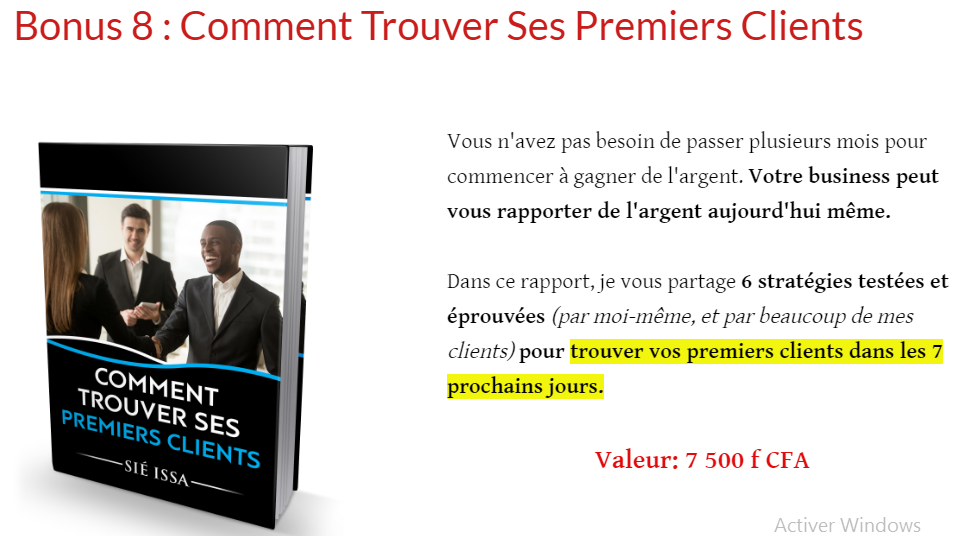 Bonus 8 : Comment Trouver Ses Premiers Clients
COMMENT
TROUVER SES
PREMIERS CLIENTS
SIÉ ISSA
Vous n'avez pas besoin de passer plusieurs mois pour
commencer à gagner de l'argent. Votre business peut
vous rapporter de l'argent aujourd'hui même.
Dans ce rapport, je vous partage 6 stratégies testées et
éprouvées (par moi-même, et par beaucoup de mes
clients) pour trouver vos premiers clients dans les 7
prochains jours.
Valeur: 7 500 f CFA
Activer Windows